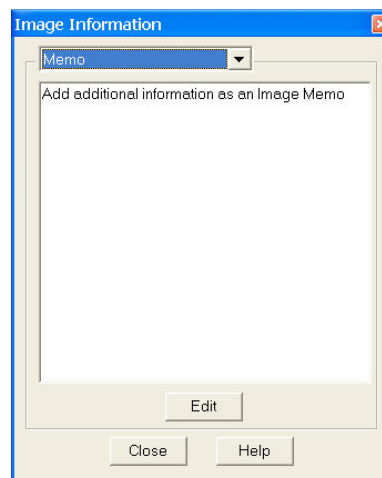 Image Information
Memo
Add additional information as an Image Memo
Edit
Close
Help